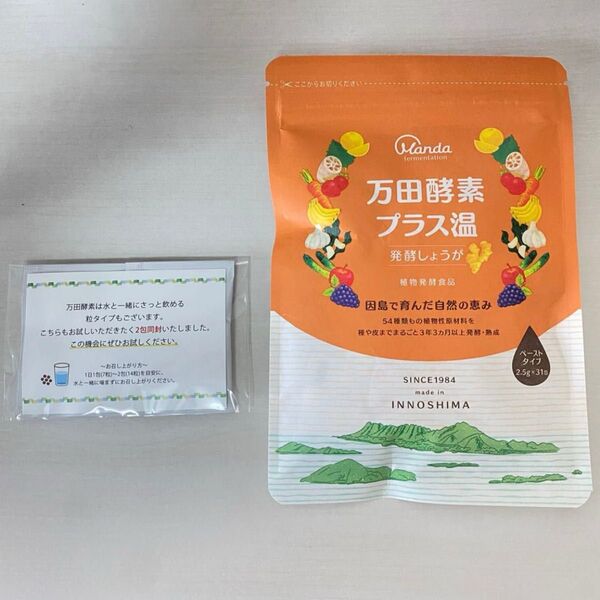 万田酵素は水と一緒にさっと飲める
粒タイプもございます。
こちらもお試しいただきたく2包同封いたしました。
この機会にぜひお試しください。
～お召し上がり方～
1日1包(7粒)～2包(14粒)を目安に、
水と一緒に噛まずにお召し上がりください。
ここからお切りください
Manda
fermentation
万田酵素
プラス温
発酵しょうが
植物発酵食品
因島で育んだ自然の恵み
54種類もの植物性原材料を
種や皮までまるごと3年3ヵ月以上発酵・熟成
ペースト
タイプ
2.5g×31包
SINCE1984
made in
INNOSHIMA